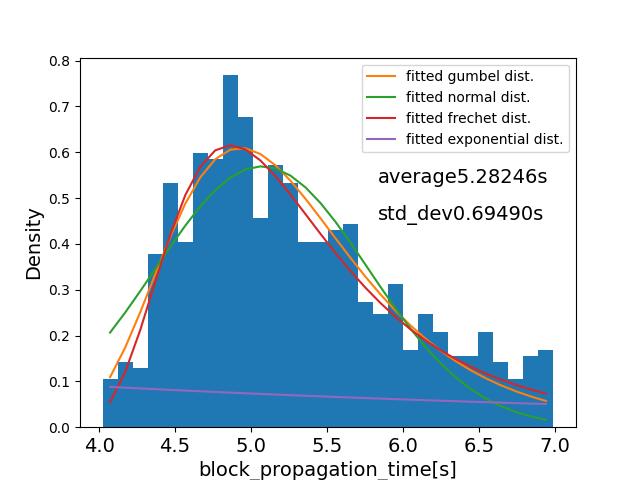 0.8
0.7
0.6
0.5
0.4
0.3
0.2
0.1
0.0
Density
fitted gumbel dist.
fitted normal dist.
fitted frechet dist.
fitted exponential dist.
average5.28246s
std_dev0.69490s
4.0 4.5 5.0 5.5 6.0 6.5 7.0
block_propagation_time[s]